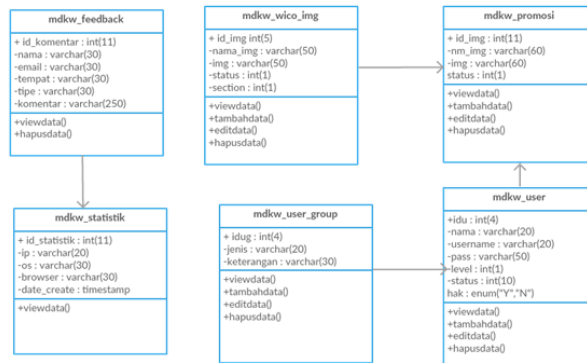 mdkw_feedback
+ id_komentar : int(11)
-nama : varchar(30)
-email : varchar(30)
-tempat : varchar(30)
-tipe : varchar(30)
-komentar : varchar(250)
+viewdata()
+hapusdata()
mdkw_wico_img
+ id_img int(5)
-nama_img : varchar(50)
-img : varchar(50)
-status : int(1)
-section : int(1)
+viewdata()
+tambahdata()
+editdata()
+hapusdata()
mdkw_promosi
+ id_img : int(11)
-nm_img : varchar(60)
-img : varchar(60)
status : int(1)
+viewdata()
+tambahdata()
+editdata()
+hapusdata()
mdkw_statistik
+ id_statistik : int(11)
-ip : varchar(20)
-os : varchar(30)
-browser : varchar(30)
-date_create : timestamp
+viewdata()
mdkw_user_group
+ idug : int(4)
-jenis : varchar(20)
-keterangan : varchar(30)
+viewdata()
+tambahdata()
+editdata()
+hapusdata()
mdkw_user
+idu : int(4)
-nama : varchar(20)
-username : varchar(20)
-pass : varchar(50)
-level : int(1)
-status : int(10)
hak : enum("Y","N")
+viewdata()
+tambahdata()
+editdata()
+hapusdata()